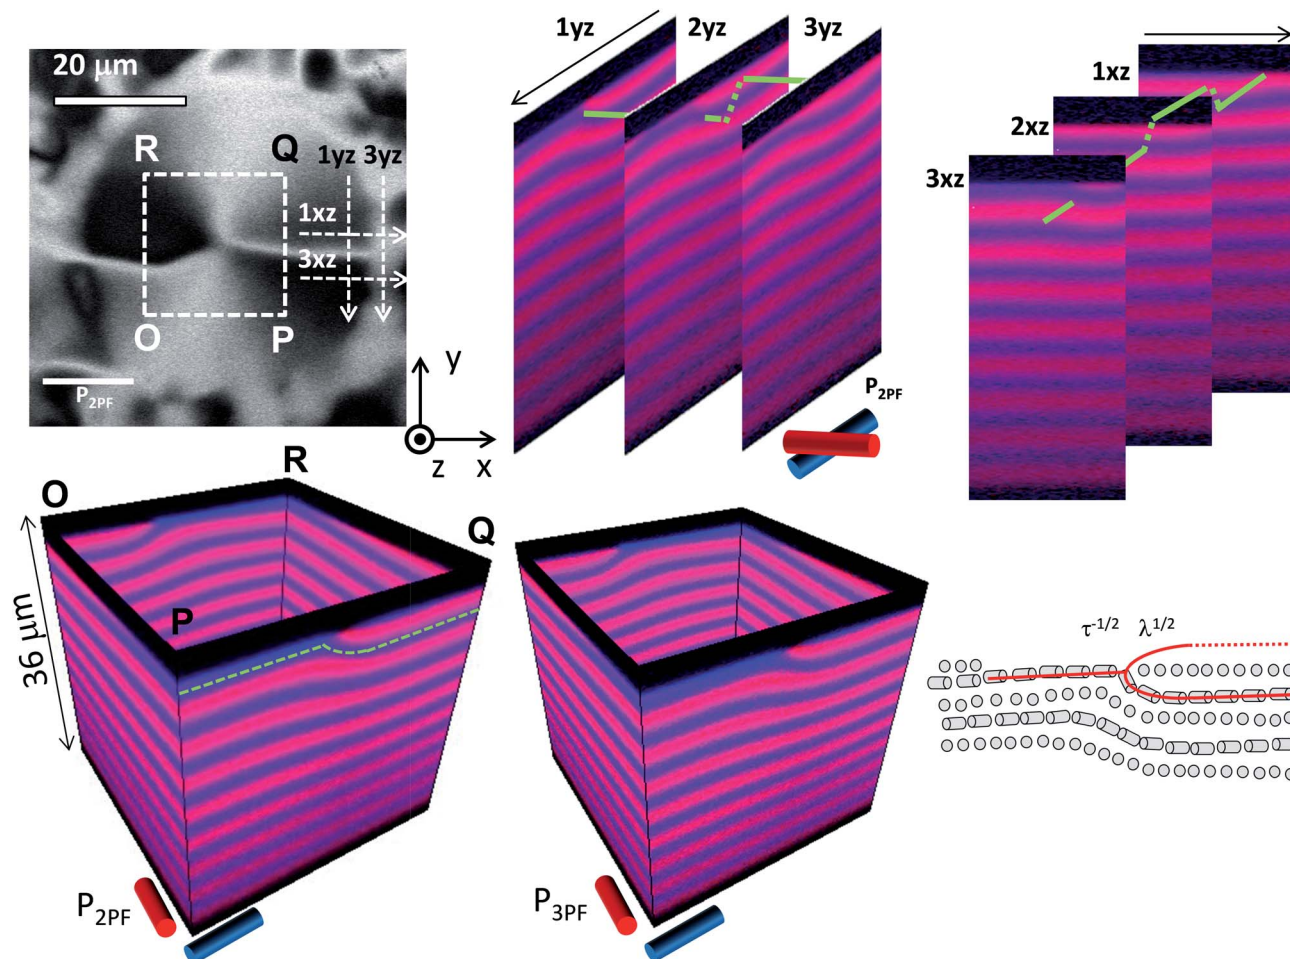 20 μm
R
Q
1yz 3yz
1xz
3xz
O
P
P2PF
y
z
x
1yz
2yz
3yz
P2PF
1xz
2xz
3xz
O
R
Q
P
36 μm
P2PF
P3PF
τ-1/2 λ1/2